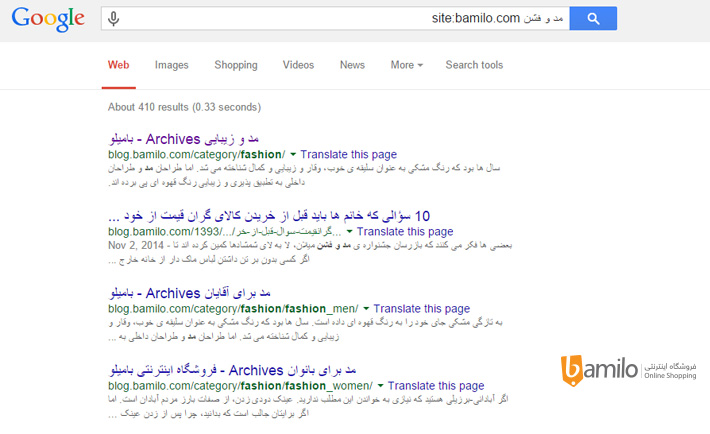 Google
مد و فشن site:bamilo.com
Web Images Shopping Videos News More Search tools
About 410 results (0.33 seconds)
مد و زیبایی Archives - بامیلو
blog.bamilo.com/category/fashion/ Translate this page
سال ها بود که رنگ مشکی به عنوان سلیقه ی خوب، وقار و زیبایی و کمال شناخته می شد. اما طراحان مد و طراحان
داخلی به تطبیق پذیری و زیبایی رنگ قهوه ای پی برده اند.
10 سؤالی که خانم ها باید قبل از خریدن کالای گران قیمت از خود ...
blog.bamilo.com/1393/.../گرانقیمت-سوال-قبل-از-خر... Translate this page
Nov 2, 2014 - بعضی ها فکر می کنند که بازرسان جشنواره ی مد و فشن میلان، لا به لای شمشادها کمین کرده اند تا
اگر کسی بدون بر تن داشتن لباس مارک دار از خانه خارج ...
مد برای آقایان Archives - بامیلو
blog.bamilo.com/category/fashion/fashion_men/ Translate this page
به تازگی مشکی جای خود را به رنگ قهوه ای داده است. سال ها بود که رنگ مشکی به عنوان سلیقه ی خوب، وقار و
زیبایی و کمال شناخته می شد. اما طراحان مد و طراحان داخلی به ...
مد برای بانوان Archives - فروشگاه اینترنتی بامیلو
blog.bamilo.com/category/fashion/fashion_women/ Translate this page
اگر آبادانی-برزیلی هستید که نیازی به خواندن این مطلب ندارید. عینک دودی زدن، از صفات بارز مردم آبادان است. اما
اگر برایتان جالب است که بدانید، چرا پس از زدن عینک ...
bamilo فروشگاه اینترنتی
Online Shopping